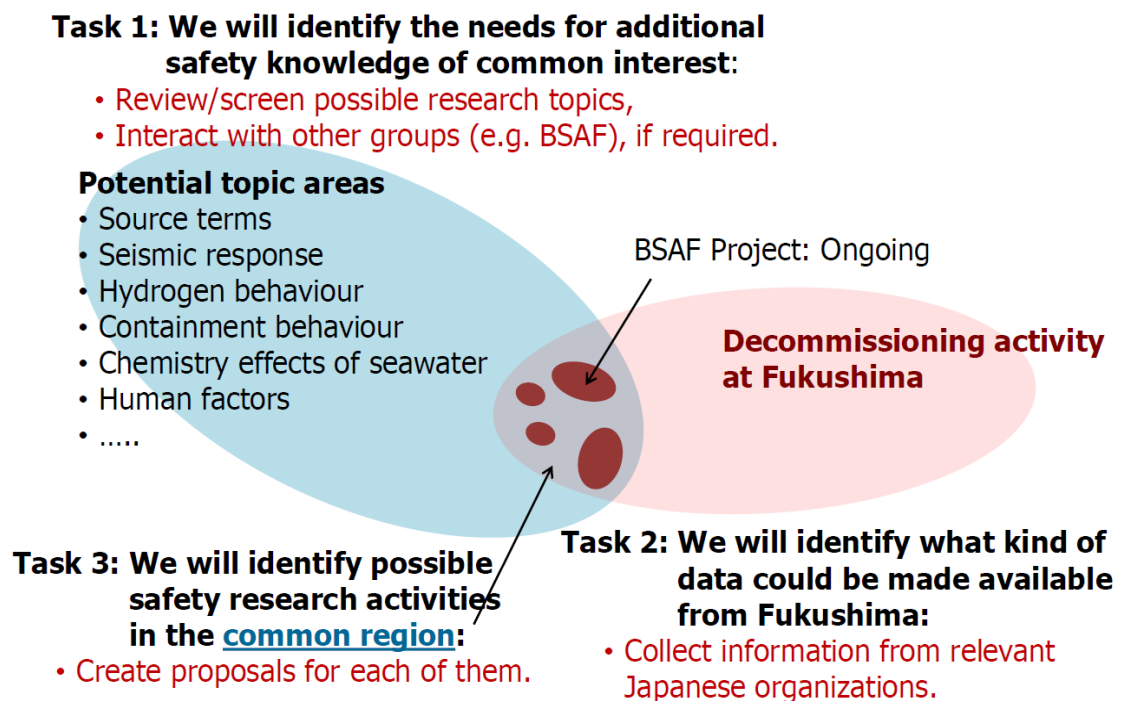 Task 1: We will identify the needs for additional
safety knowledge of common interest:
• Review/screen possible research topics,
• Interact with other groups (e.g. BSAF), if required.
Potential topic areas
• Source terms
• Seismic response
• Hydrogen behaviour
• Containment behaviour
• Chemistry effects of seawater
• Human factors
• .....
BSAF Project: Ongoing
Decommissioning activity
at Fukushima
Task 3: We will identify possible
safety research activities
in the common region:
• Create proposals for each of them.
Task 2: We will identify what kind of
data could be made available
from Fukushima:
• Collect information from relevant
Japanese organizations.